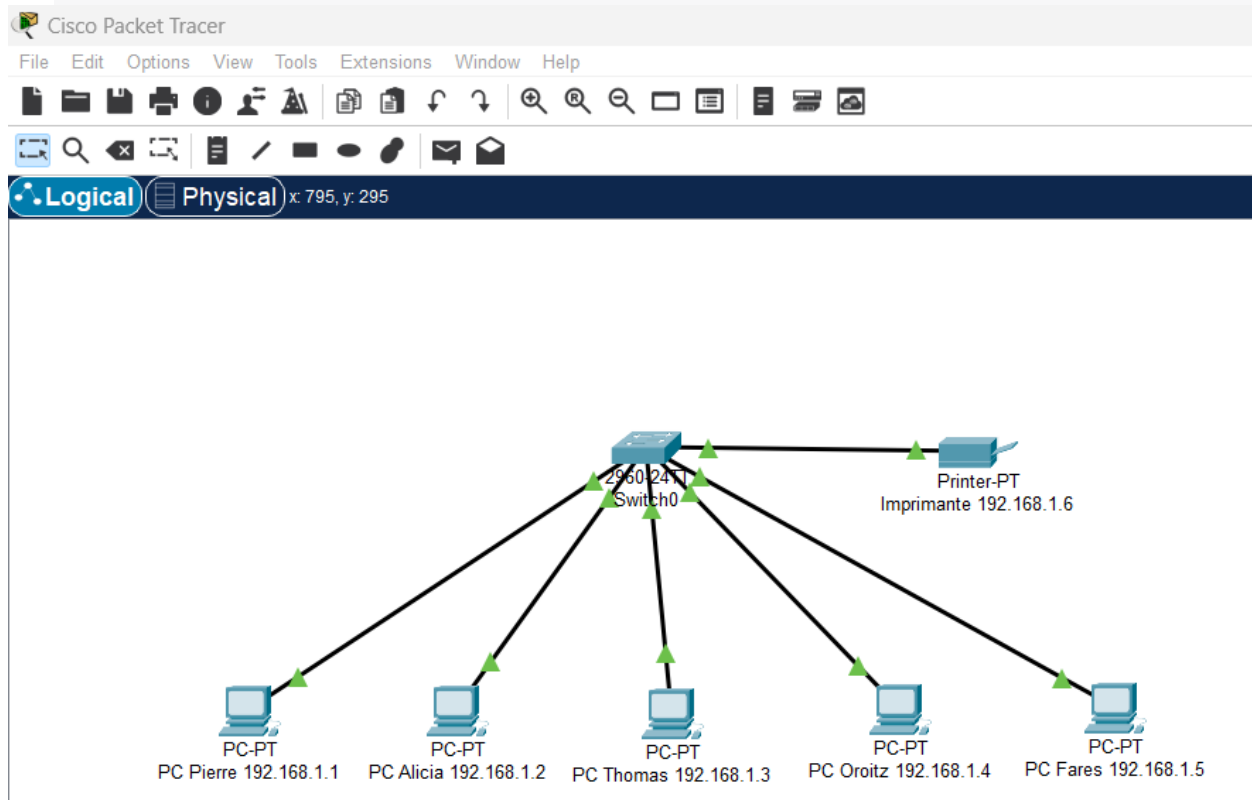 Cisco Packet Tracer
File Edit Options View Tools Extensions Window Help
Logical Physical x: 795, y: 295
2960-24TT
Switch0
Printer-PT
Imprimante 192.168.1.6
PC-PT
PC Pierre 192.168.1.1
PC-PT
PC Alicia 192.168.1.2
PC-PT
PC Thomas 192.168.1.3
PC-PT
PC Oroitz 192.168.1.4
PC-PT
PC Fares 192.168.1.5